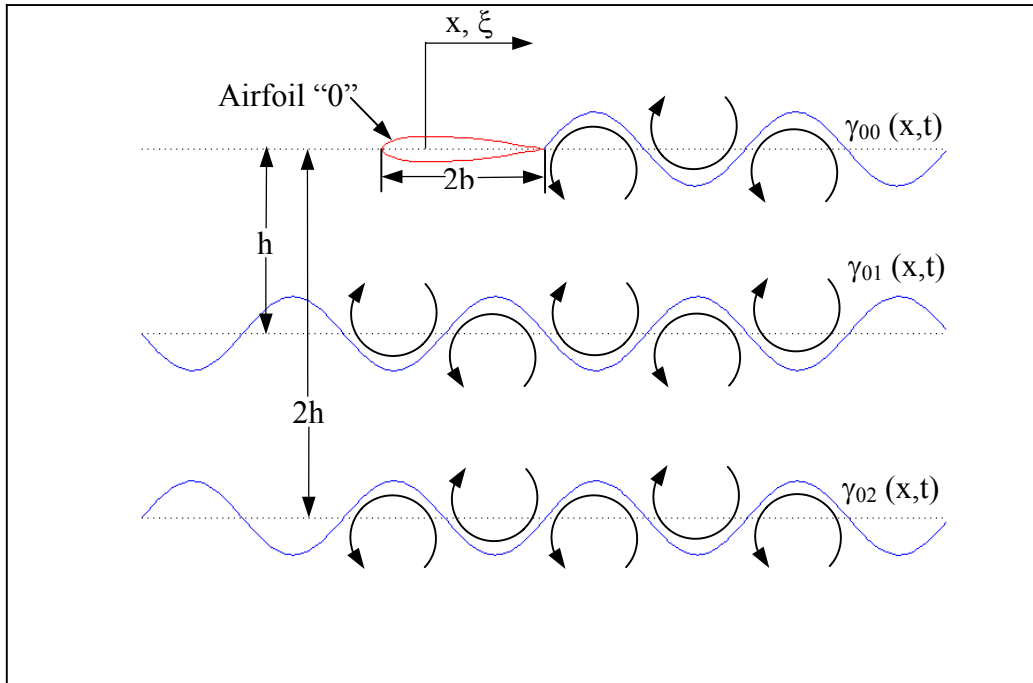 x, ξ
Airfoil “0”
γ₀₀ (x,t)
2b
h
γ₀₁ (x,t)
2h
γ₀₂ (x,t)